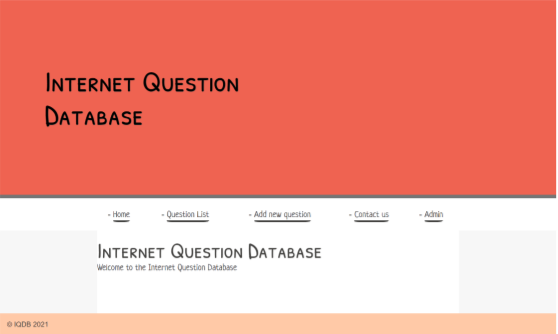 Internet Question
Database
- Home - Question List - Add new question - Contact us - Admin
Internet Question Database
Welcome to the Internet Question Database
© IQDB 2021